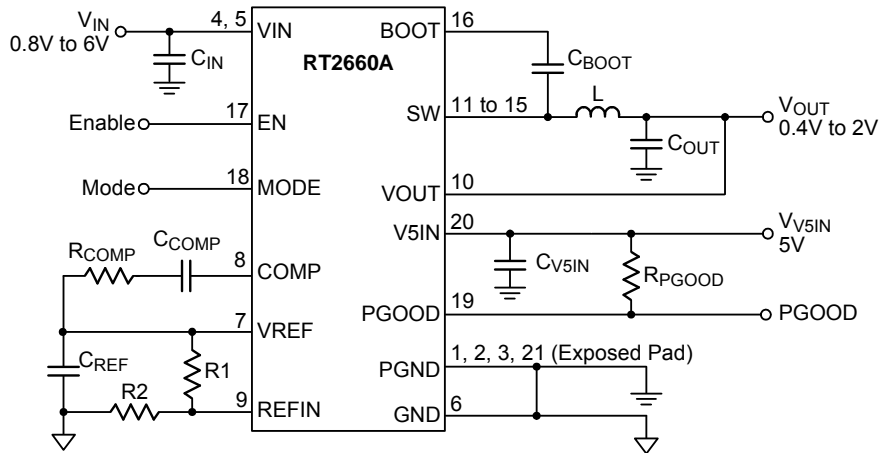 VIN
0.8V to 6V
4, 5
VIN
CIN
RT2660A
BOOT
16
CBOOT
L
SW
11 to 15
VOUT
0.4V to 2V
COUT
Enable
17
EN
Mode
18
MODE
VOUT
10
V5IN
20
VV5IN
5V
CV5IN
RPGOOD
RCOMP
CCOMP
8
COMP
PGOOD
19
PGOOD
7
VREF
CREF
R1
R2
9
REFIN
PGND
1, 2, 3, 21 (Exposed Pad)
GND
6